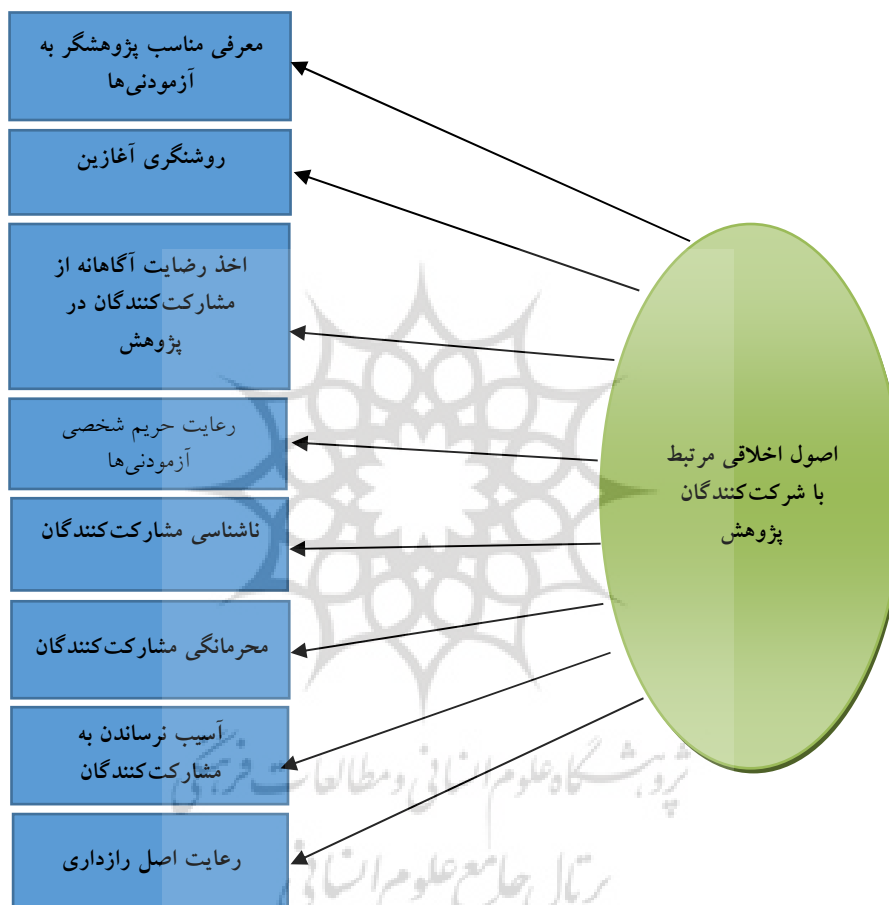 معرفی مناسب پژوهشگر به
آزمودنی‌ها
روشنگری آغازین
اخذ رضایت آگاهانه از
مشارکت‌کنندگان در
پژوهش
رعایت حریم شخصی
آزمودنی‌ها
ناشناسی مشارکت‌کنندگان
محرمانگی مشارکت‌کنندگان
آسیب نرساندن به
مشارکت‌کنندگان
رعایت اصل رازداری
اصول اخلاقی مرتبط
با شرکت‌کنندگان
پژوهش
پژوهشگاه علوم انسانی و مطالعات فرهنگی
پرتال جامع علوم انسانی